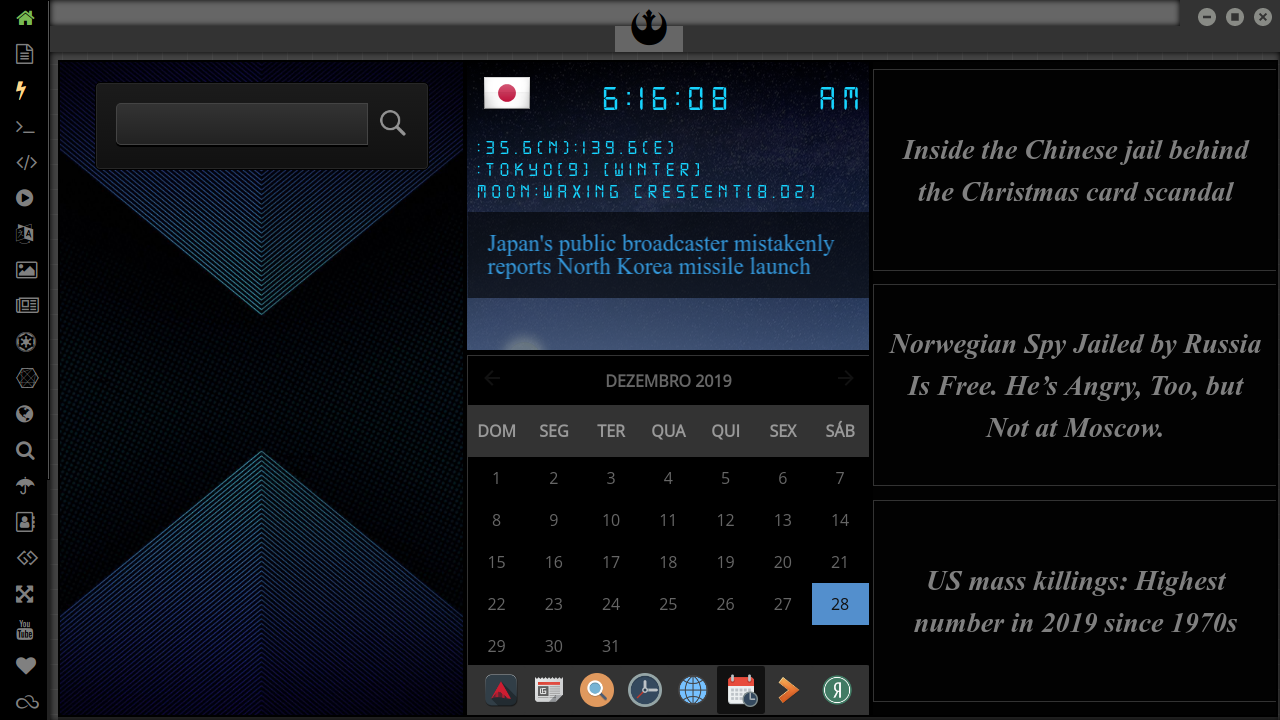 6:16:08 AM
:35.6(N):139.6(E)
:TOKYO(9) (WINTER)
MOON:WAXING CRESCENT(8.02)
Japan's public broadcaster mistakenly
reports North Korea missile launch
DEZEMBRO 2019
DOM SEG TER QUA QUI SEX SÁB
1 2 3 4 5 6 7
8 9 10 11 12 13 14
15 16 17 18 19 20 21
22 23 24 25 26 27 28
29 30 31
Inside the Chinese jail behind
the Christmas card scandal
Norwegian Spy Jailed by Russia
Is Free. He’s Angry, Too, but
Not at Moscow.
US mass killings: Highest
number in 2019 since 1970s
You
Tube
Я